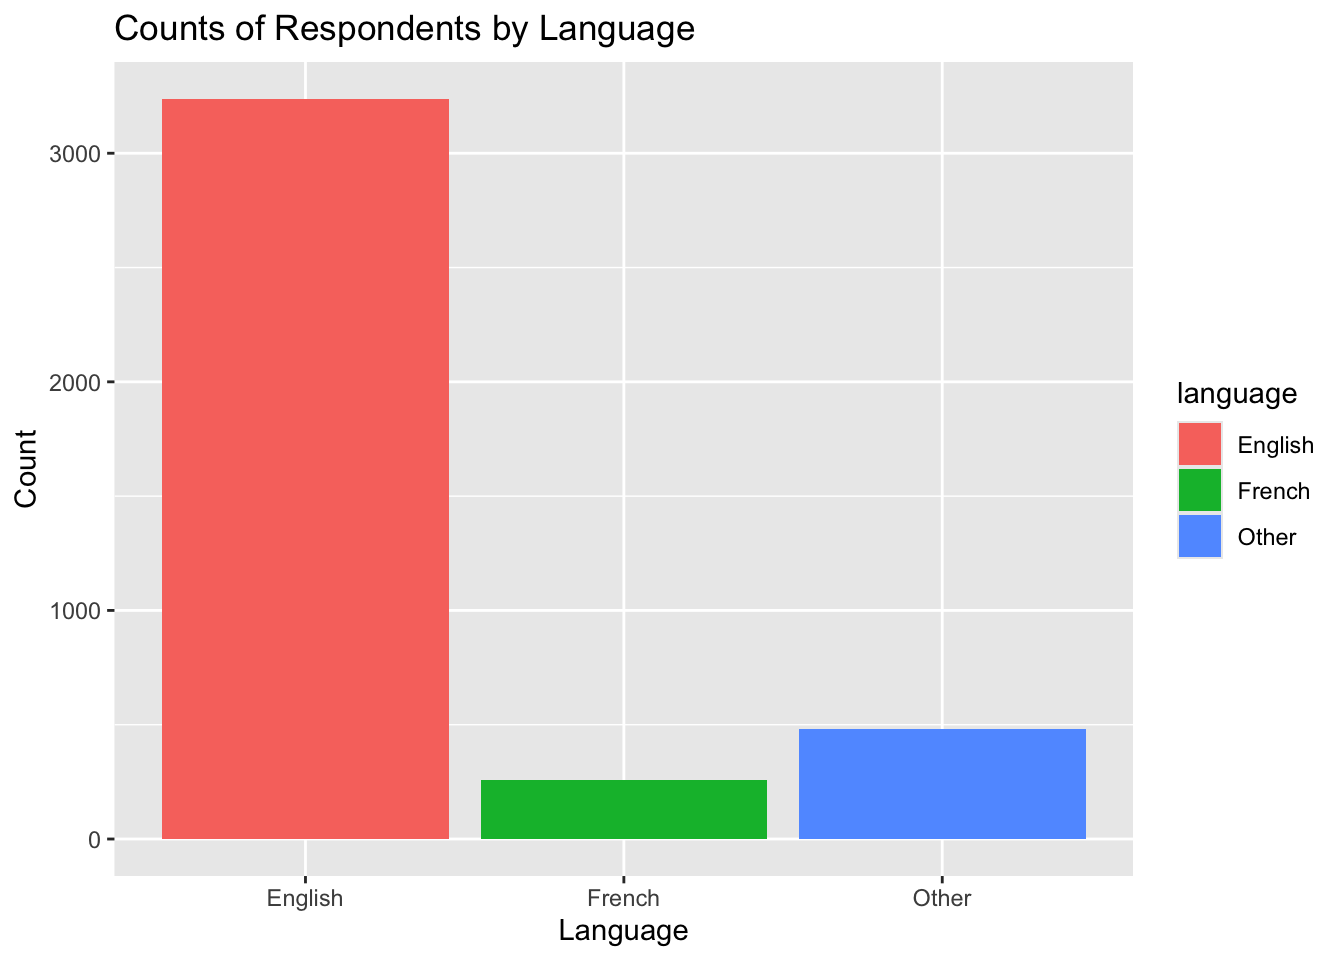 Counts of Respondents by Language
3000
2000
1000
0
Count
English
French
Other
Language
language
English
French
Other